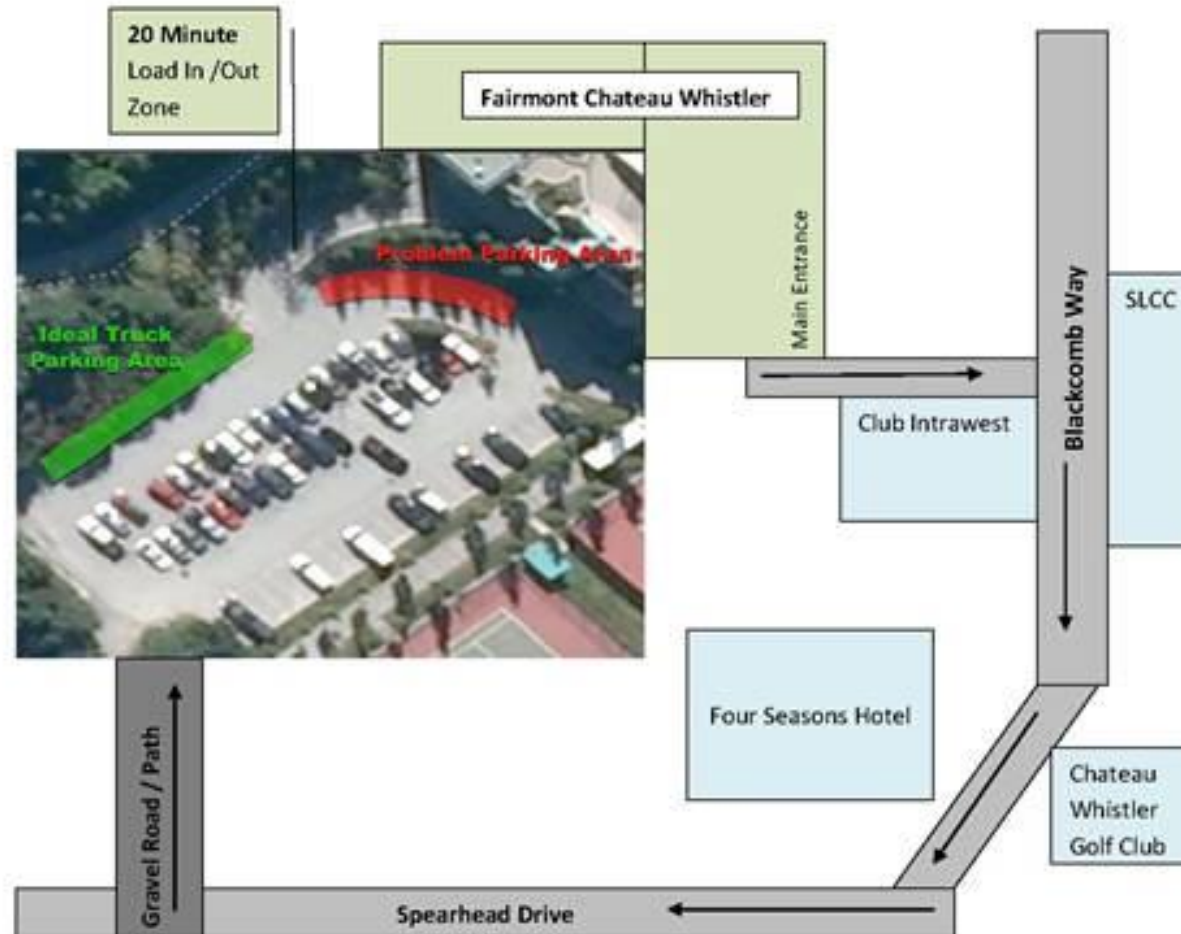 20 Minute
Load In /Out
Zone
Fairmont Chateau Whistler
Problem Parking Area
Ideal Truck
Parking Area
Main Entrance
Blackcomb Way
SLCC
Club Intrawest
Four Seasons Hotel
Chateau
Whistler
Golf Club
Gravel Road / Path
Spearhead Drive